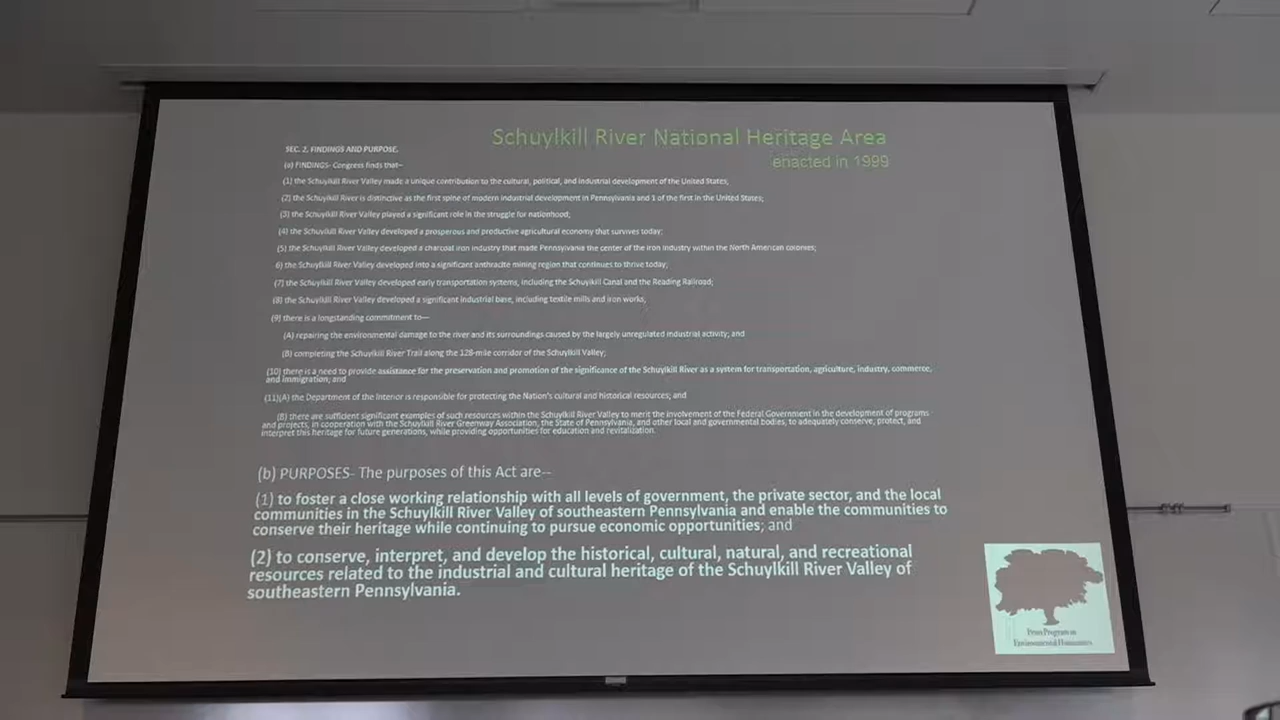 Schuylkill River National Heritage Area
enacted in 1999
SEC. 2. FINDINGS AND PURPOSE.
(a) FINDINGS- Congress finds that--
(1) the Schuylkill River Valley made a unique contribution to the cultural, political, and industrial development of the United States;
(2) the Schuylkill River is distinctive as the first spine of modern industrial development in Pennsylvania and 1 of the first in the United States;
(3) the Schuylkill River Valley played a significant role in the struggle for nationhood;
(4) the Schuylkill River Valley developed a prosperous and productive agricultural economy that survives today;
(5) the Schuylkill River Valley developed a charcoal iron industry that made Pennsylvania the center of the iron industry within the North American colonies;
6) the Schuylkill River Valley developed into a significant anthracite mining region that continues to thrive today;
(7) the Schuylkill River Valley developed early transportation systems, including the Schuylkill Canal and the Reading Railroad;
(8) the Schuylkill River Valley developed a significant industrial base, including textile mills and iron works;
(9) there is a longstanding commitment to--
(A) repairing the environmental damage to the river and its surroundings caused by the largely unregulated industrial activity; and
(B) completing the Schuylkill River Trail along the 128-mile corridor of the Schuylkill Valley;
(10) there is a need to provide assistance for the preservation and promotion of the significance of the Schuylkill River as a system for transportation, agriculture, industry, commerce,
and immigration; and
(11)(A) the Department of the Interior is responsible for protecting the Nation's cultural and historical resources; and
(B) there are sufficient significant examples of such resources within the Schuylkill River Valley to merit the involvement of the Federal Government in the development of programs
and projects, in cooperation with the Schuylkill River Greenway Association, the State of Pennsylvania, and other local and governmental bodies, to adequately conserve, protect, and
interpret this heritage for future generations, while providing opportunities for education and revitalization.
(b) PURPOSES- The purposes of this Act are--
(1) to foster a close working relationship with all levels of government, the private sector, and the local
communities in the Schuylkill River Valley of southeastern Pennsylvania and enable the communities to
conserve their heritage while continuing to pursue economic opportunities; and
(2) to conserve, interpret, and develop the historical, cultural, natural, and recreational
resources related to the industrial and cultural heritage of the Schuylkill River Valley of
southeastern Pennsylvania.
Penn Program in
Environmental Humanities